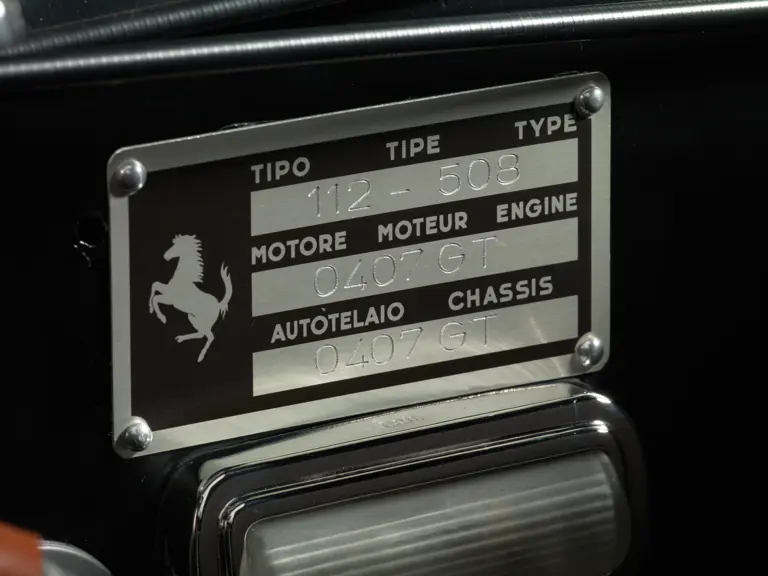 TIPO TIPE TYPE
112 - 508
MOTORE MOTEUR ENGINE
0407 GT
AUTOTELAIO CHASSIS
0407 GT